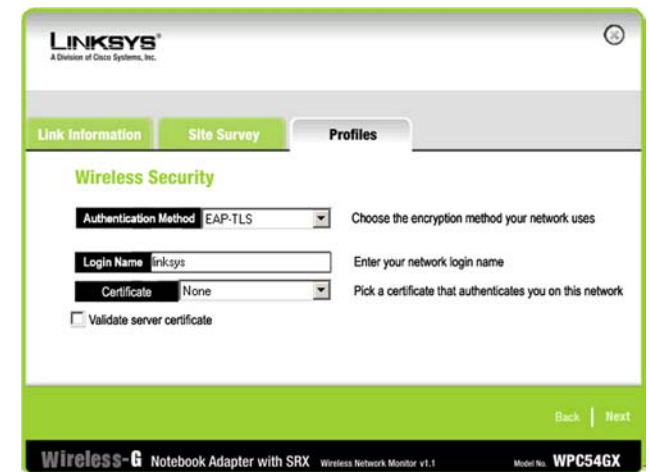 LINKSYS®
A Division of Cisco Systems, Inc.
Link Information Site Survey Profiles
Wireless Security
Authentication Method EAP-TLS Choose the encryption method your network uses
Login Name linksys Enter your network login name
Certificate None Pick a certificate that authenticates you on this network
Validate server certificate
Back | Next
Wireless-G Notebook Adapter with SRX Wireless Network Monitor v1.1 Model No. WPC54GX